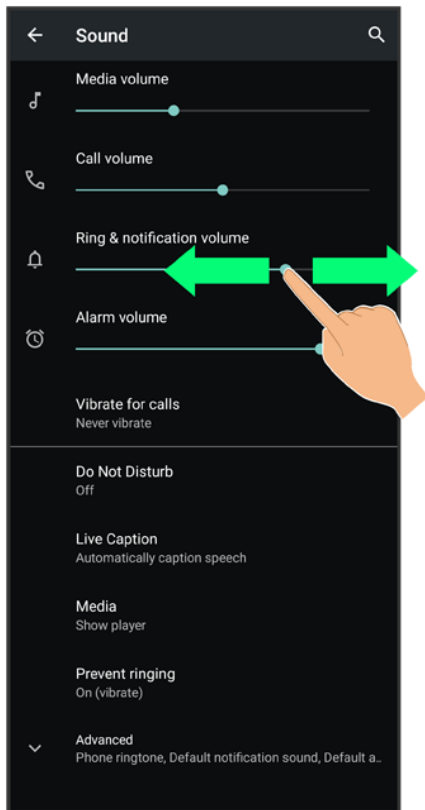 Sound
Media volume
Call volume
Ring & notification volume
Alarm volume
Vibrate for calls
Never vibrate
Do Not Disturb
Off
Live Caption
Automatically caption speech
Media
Show player
Prevent ringing
On (vibrate)
Advanced
Phone ringtone, Default notification sound, Default a..